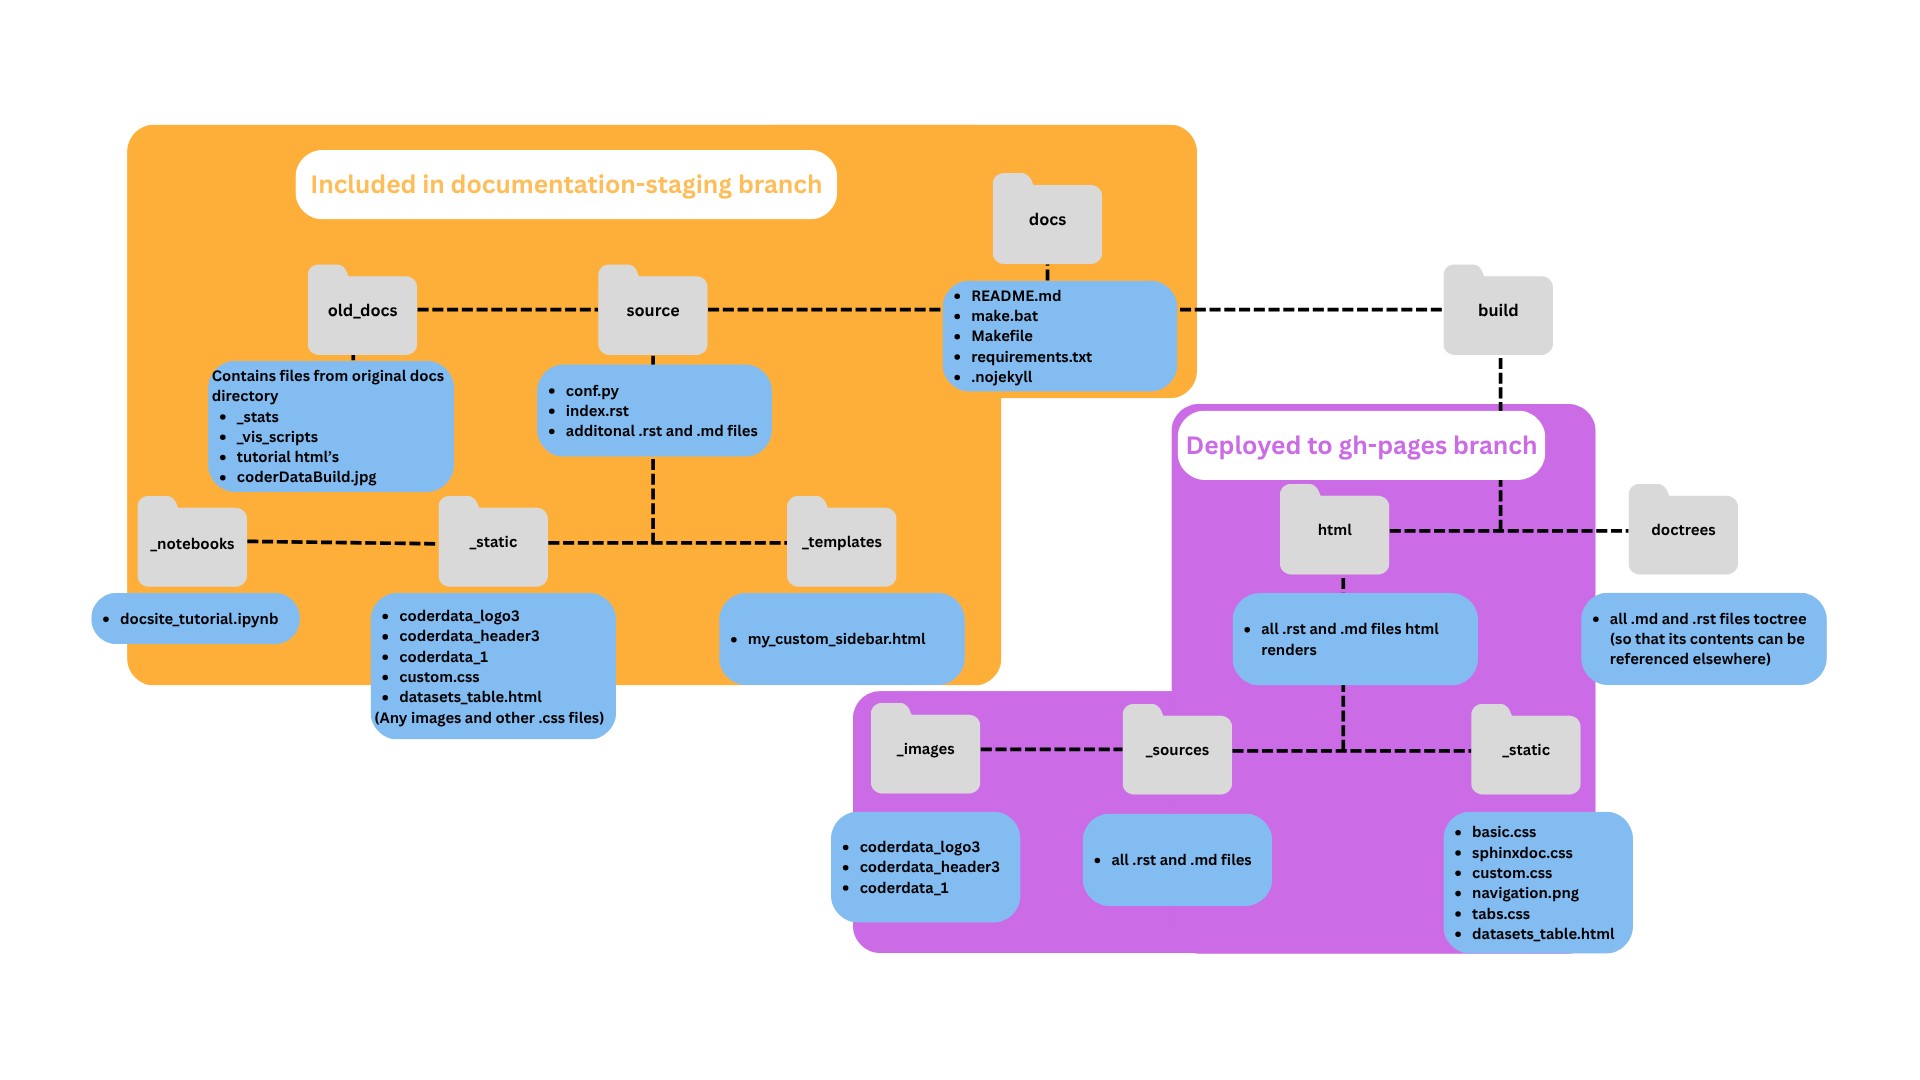 Included in documentation-staging branch
docs
old_docs
source
README.md
make.bat
Makefile
requirements.txt
.nojekyll
build
Contains files from original docs
directory
_stats
_vis_scripts
tutorial html's
coderDataBuild.jpg
conf.py
index.rst
additonal .rst and .md files
Deployed to gh-pages branch
_notebooks
_static
_templates
html
doctrees
docsite_tutorial.ipynb
coderdata_logo3
coderdata_header3
coderdata_1
custom.css
datasets_table.html
(Any images and other .css files)
my_custom_sidebar.html
all .rst and .md files html
renders
all .md and .rst files toctree
(so that its contents can be
referenced elsewhere)
_images
_sources
_static
coderdata_logo3
coderdata_header3
coderdata_1
all .rst and .md files
basic.css
sphinxdoc.css
custom.css
navigation.png
tabs.css
datasets_table.html